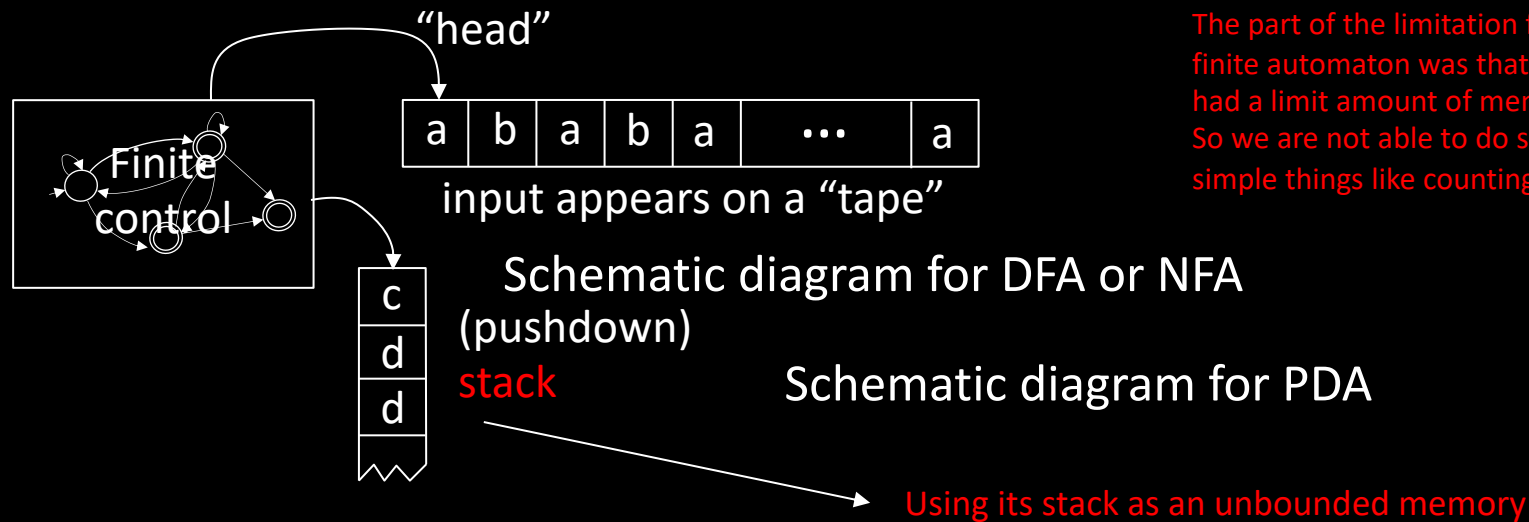 “head”
The part of the limitation
finite automaton was that
had a limit amount of
So we are not able to do
simple things like counting
a b a b a ... a
Finite
control
input appears on a “tape”
Schematic diagram for DFA or NFA
c
(pushdown)
d
stack
Schematic diagram for PDA
d
Using its stack as an unbounded memory